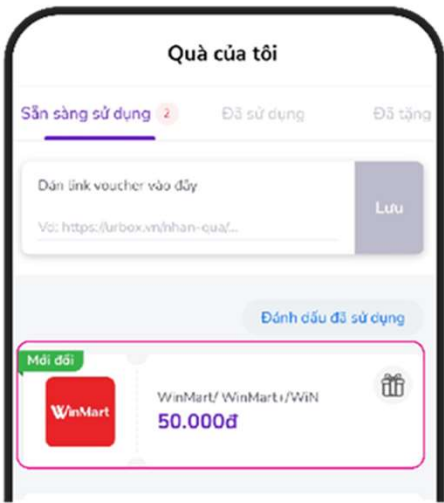 Quà của tôi
Sẵn sàng sử dụng 2 Đã sử dụng Đã tặng
Dán link voucher vào đây
Lưu
Vd: https://urbox.vn/nhan-qua/...
Đánh dấu đã sử dụng
Mới đổi
WinMart
WinMart/ WinMart+/WiN
50.000đ